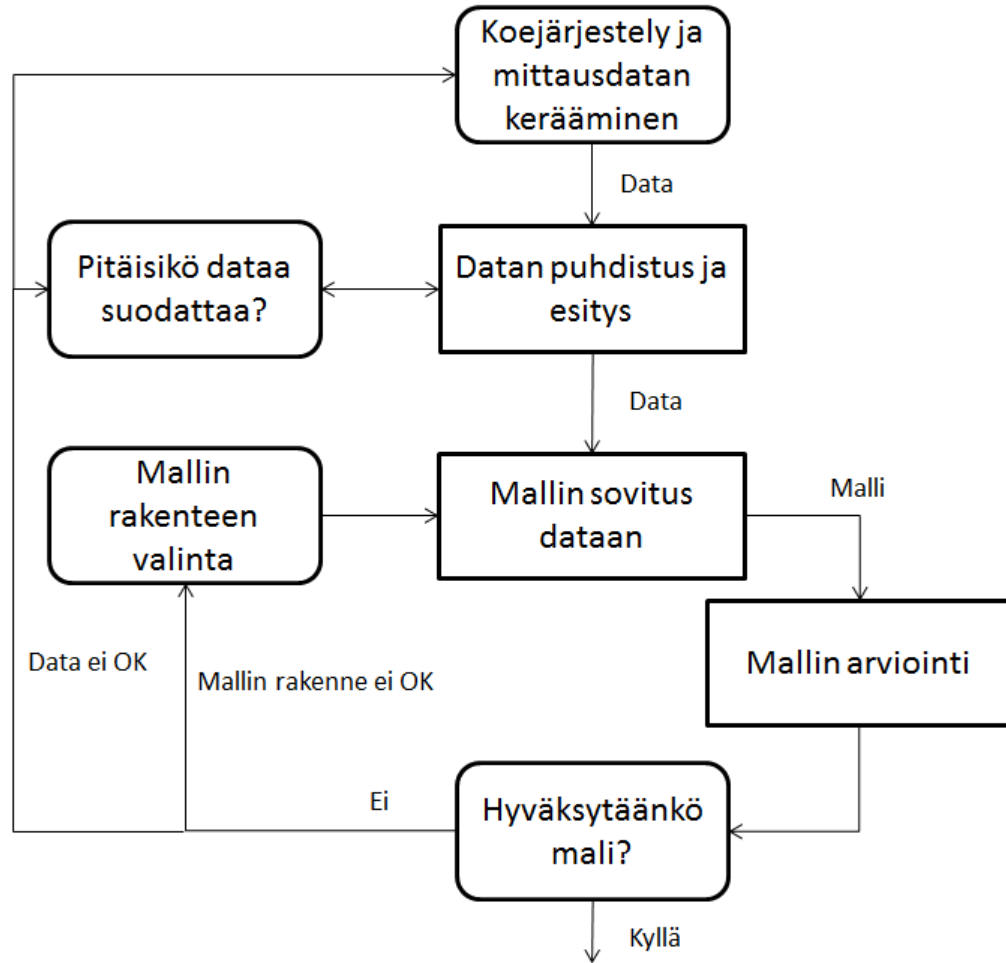 Koejärjestely ja
mittausdatan
kerääminen
Data
Pitäisikö dataa
suodattaa?
Datan puhdistus ja
esitys
Data
Mallin
rakenteen
valinta
Mallin sovitus
dataan
Malli
Data ei OK
Mallin rakenne ei OK
Mallin arviointi
Ei
Hyväksytäänkö
mali?
Kyllä